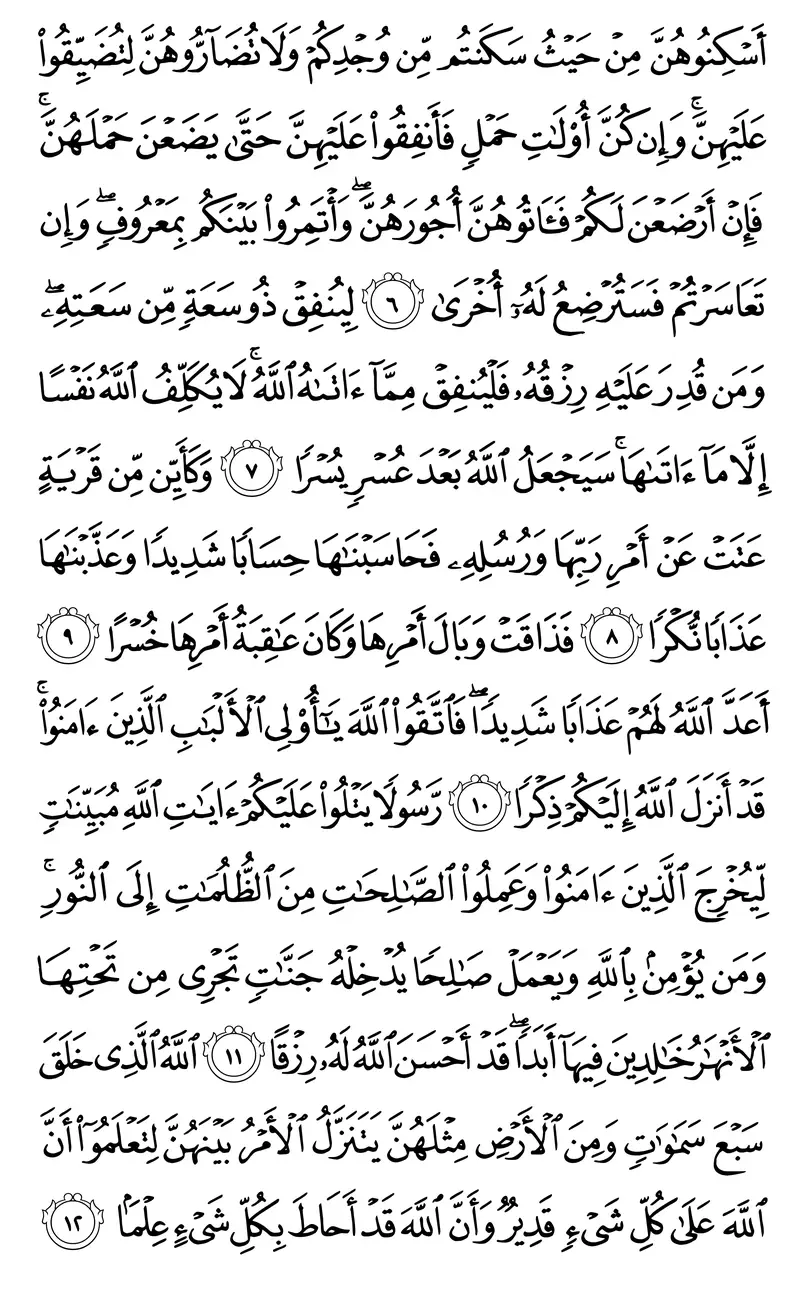 أَسْكِنُوهُنَّ مِنْ حَيْثُ سَكَنتُم مِّن وُجْدِكُمْ وَلَا تُضَآرُّوهُنَّ لِتُضَيِّقُوا۟
عَلَيْهِنَّ ۚ وَإِن كُنَّ أُو۟لَـٰتِ حَمْلٍ فَأَنفِقُوا۟ عَلَيْهِنَّ حَتَّىٰ يَضَعْنَ حَمْلَهُنَّ ۚ
فَإِنْ أَرْضَعْنَ لَكُمْ فَـَٔاتُوهُنَّ أُجُورَهُنَّ ۖ وَأْتَمِرُوا۟ بَيْنَكُم بِمَعْرُوفٍ ۖ وَإِن
تَعَاسَرْتُمْ فَسَتُرْضِعُ لَهُۥٓ أُخْرَىٰ ٦ لِيُنفِقْ ذُو سَعَةٍ مِّن سَعَتِهِۦ ۖ
وَمَن قُدِرَ عَلَيْهِ رِزْقُهُۥ فَلْيُنفِقْ مِمَّآ ءَاتَىٰهُ ٱللَّهُ ۚ لَا يُكَلِّفُ ٱللَّهُ نَفْسًا
إِلَّا مَآ ءَاتَىٰهَا ۚ سَيَجْعَلُ ٱللَّهُ بَعْدَ عُسْرٍ يُسْرًا ٧ وَكَأَيِّن مِّن قَرْيَةٍ
عَتَتْ عَنْ أَمْرِ رَبِّهَا وَرُسُلِهِۦ فَحَاسَبْنَـٰهَا حِسَابًا شَدِيدًا وَعَذَّبْنَـٰهَا
عَذَابًا نُّكْرًا ٨ فَذَاقَتْ وَبَالَ أَمْرِهَا وَكَانَ عَـٰقِبَةُ أَمْرِهَا خُسْرًا ٩
أَعَدَّ ٱللَّهُ لَهُمْ عَذَابًا شَدِيدًا ۖ فَٱتَّقُوا۟ ٱللَّهَ يَـٰٓأُو۟لِى ٱلْأَلْبَـٰبِ ٱلَّذِينَ ءَامَنُوا۟ ۚ
قَدْ أَنزَلَ ٱللَّهُ إِلَيْكُمْ ذِكْرًا ١٠ رَّسُولًا يَتْلُوا۟ عَلَيْكُمْ ءَايَـٰتِ ٱللَّهِ مُبَيِّنَـٰتٍ
لِّيُخْرِجَ ٱلَّذِينَ ءَامَنُوا۟ وَعَمِلُوا۟ ٱلصَّـٰلِحَـٰتِ مِنَ ٱلظُّلُمَـٰتِ إِلَى ٱلنُّورِ ۚ
وَمَن يُؤْمِنۢ بِٱللَّهِ وَيَعْمَلْ صَـٰلِحًا يُدْخِلْهُ جَنَّـٰتٍ تَجْرِى مِن تَحْتِهَا
ٱلْأَنْهَـٰرُ خَـٰلِدِينَ فِيهَآ أَبَدًا ۖ قَدْ أَحْسَنَ ٱللَّهُ لَهُۥ رِزْقًا ١١ ٱللَّهُ ٱلَّذِى خَلَقَ
سَبْعَ سَمَـٰوَٰتٍ وَمِنَ ٱلْأَرْضِ مِثْلَهُنَّ يَتَنَزَّلُ ٱلْأَمْرُ بَيْنَهُنَّ لِتَعْلَمُوٓا۟ أَنَّ
ٱللَّهَ عَلَىٰ كُلِّ شَىْءٍ قَدِيرٌ وَأَنَّ ٱللَّهَ قَدْ أَحَاطَ بِكُلِّ شَىْءٍ عِلْمًۢا ١٢